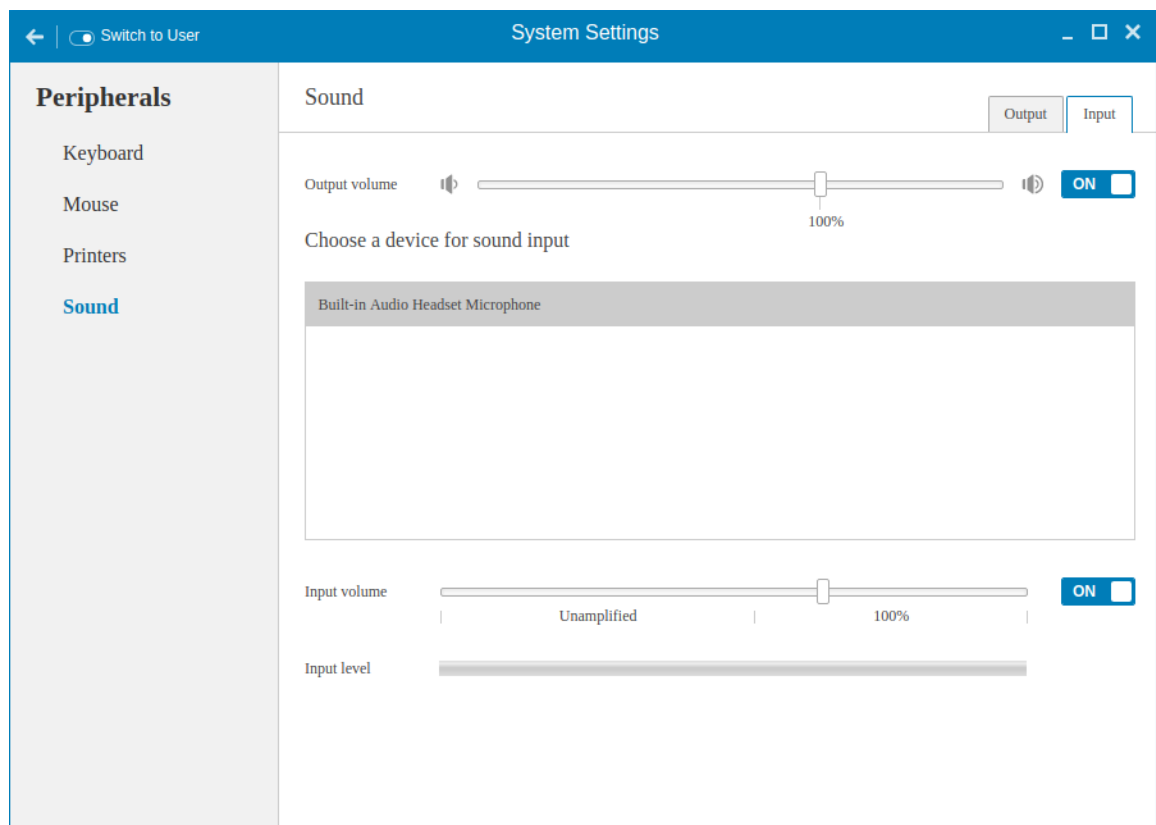 Switch to User
System Settings
Peripherals
Keyboard
Mouse
Printers
Sound
Sound
Output
Input
Output volume
ON
100%
Choose a device for sound input
Built-in Audio Headset Microphone
Input volume
ON
Unamplified
100%
Input level